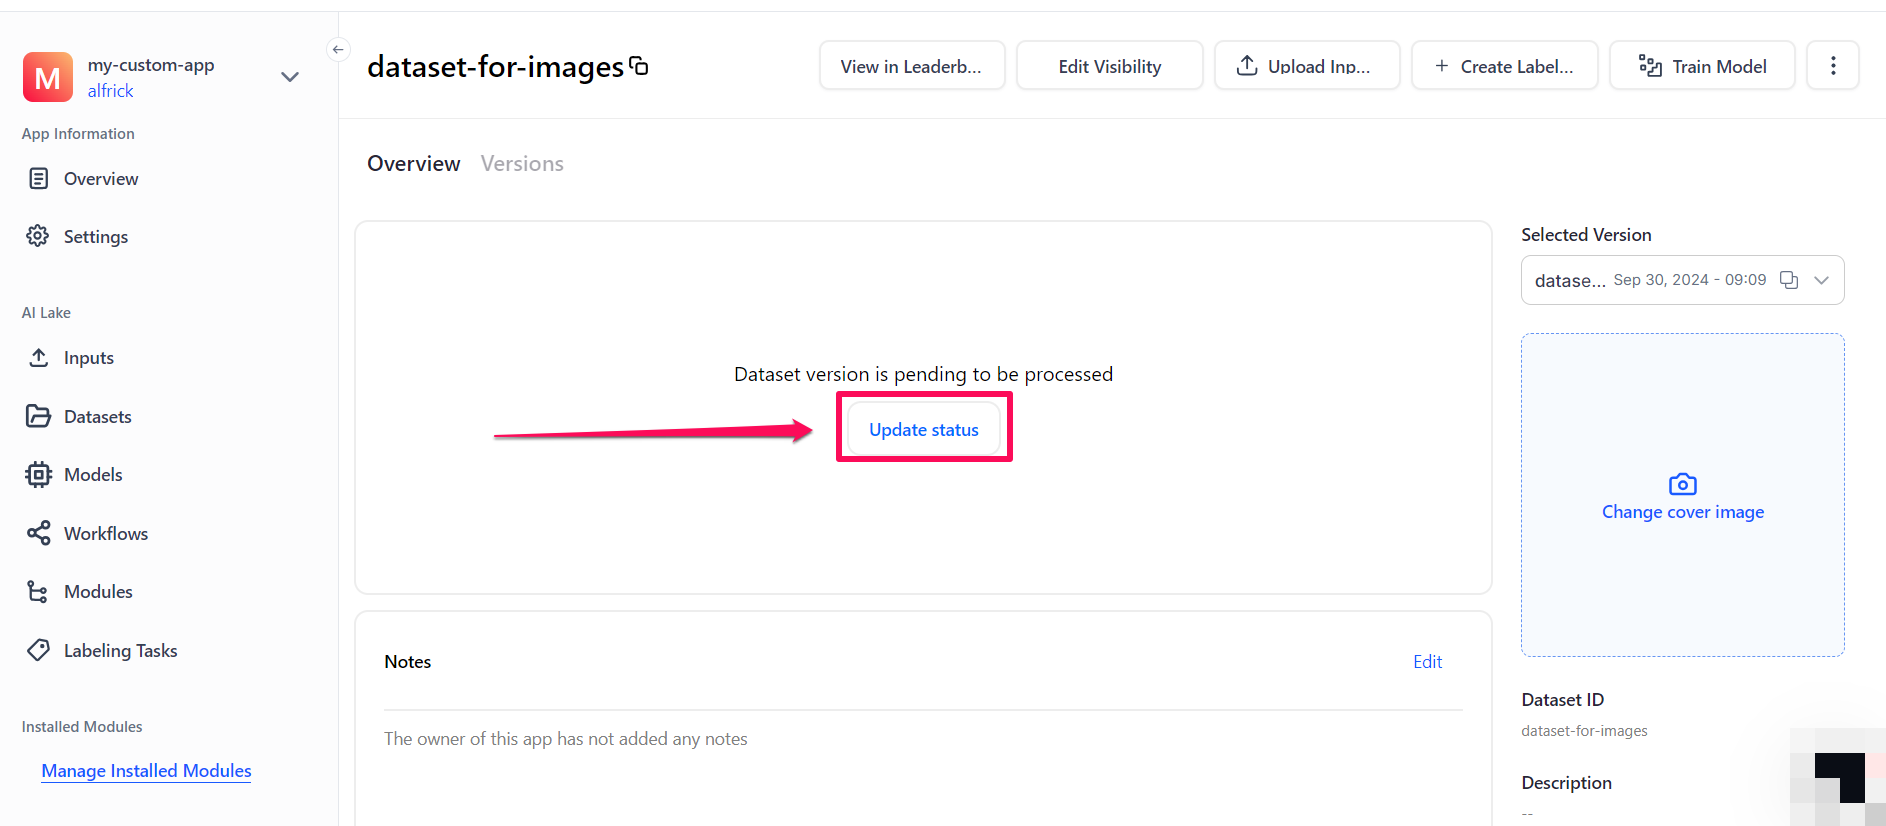 M
my-custom-app
alfrick
App Information
Overview
Settings
AI Lake
Inputs
Datasets
Models
Workflows
Modules
Labeling Tasks
Installed Modules
Manage Installed Modules
dataset-for-images
View in Leaderb...
Edit Visibility
Upload Inp...
+ Create Label...
Train Model
Overview
Versions
Dataset version is pending to be processed
Update status
Notes
Edit
The owner of this app has not added any notes
Selected Version
datase... Sep 30, 2024 - 09:09
Change cover image
Dataset ID
dataset-for-images
Description
--